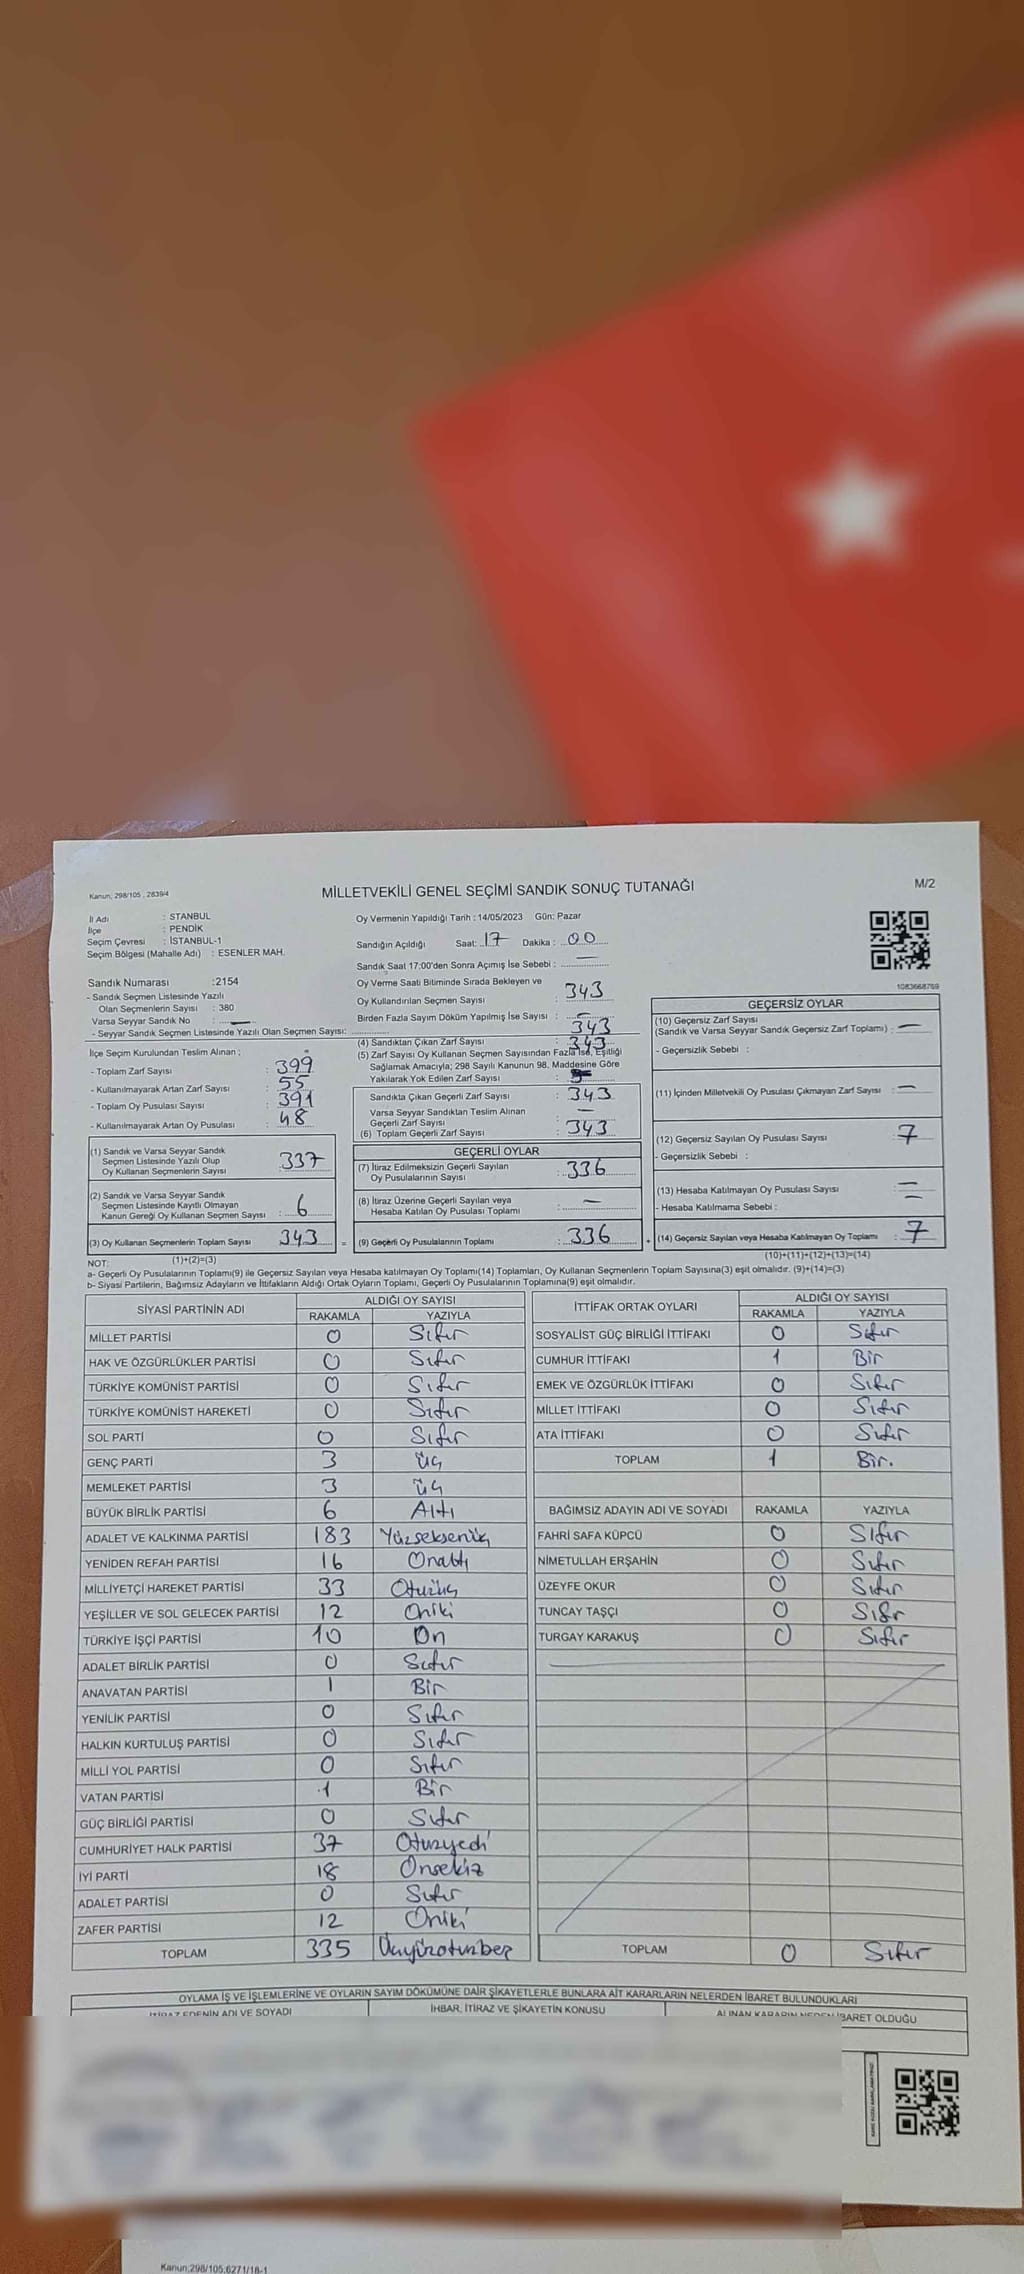 Kanun; 298/105 , 2839/4
MİLLETVEKİLİ GENEL SEÇİMİ SANDIK SONUÇ TUTANAĞI
M/2
İl Adı : STANBUL
İlçe : PENDİK
Seçim Çevresi : İSTANBUL-1
Seçim Bölgesi (Mahalle Adı) : ESENLER MAH.
Oy Vermenin Yapıldığı Tarih : 14/05/2023 Gün: Pazar
Sandığın Açıldığı Saat: 17 Dakika : 00
Sandık Saat 17:00'den Sonra Açımış İse Sebebi : —
1083668769
Sandık Numarası :2154
- Sandık Seçmen Listesinde Yazılı
Olan Seçmenlerin Sayısı : 380
Varsa Seyyar Sandık No : —
- Seyyar Sandık Seçmen Listesinde Yazılı Olan Seçmen Sayısı:
Oy Verme Saati Bitiminde Sırada Bekleyen ve
Oy Kullandırılan Seçmen Sayısı : 343
Birden Fazla Sayım Döküm Yapılmış İse Sayısı : —
343
(4) Sandıktan Çıkan Zarf Sayısı : 343
(5) Zarf Sayısı Oy Kullanan Seçmen Sayısından Fazla İse, Eşitliği
Sağlamak Amacıyla; 298 Sayılı Kanunun 98. Maddesine Göre
Yakılarak Yok Edilen Zarf Sayısı :
İlçe Seçim Kurulundan Teslim Alınan ;
- Toplam Zarf Sayısı : 399
- Kullanılmayarak Artan Zarf Sayısı : 55
- Toplam Oy Pusulası Sayısı : 391
- Kullanılmayarak Artan Oy Pusulası : 48
Sandıkta Çıkan Geçerli Zarf Sayısı : 343
Varsa Seyyar Sandıktan Teslim Alınan
Geçerli Zarf Sayısı : —
(6) Toplam Geçerli Zarf Sayısı : 343
GEÇERSİZ OYLAR
(10) Geçersiz Zarf Sayısı
(Sandık ve Varsa Seyyar Sandık Geçersiz Zarf Toplamı) : —
- Geçersizlik Sebebi :
(11) İçinden Milletvekili Oy Pusulası Çıkmayan Zarf Sayısı : —
(12) Geçersiz Sayılan Oy Pusulası Sayısı : 7
- Geçersizlik Sebebi :
(13) Hesaba Katılmayan Oy Pusulası Sayısı : —
- Hesaba Katılmama Sebebi : —
(14) Geçersiz Sayılan veya Hesaba Katılmayan Oy Toplamı : 7
(10)+(11)+(12)+(13)=(14)
(1) Sandık ve Varsa Seyyar Sandık
Seçmen Listesinde Yazılı Olup
Oy Kullanan Seçmenlerin Sayısı : 337
(2) Sandık ve Varsa Seyyar Sandık
Seçmen Listesinde Kayıtlı Olmayan
Kanun Gereği Oy Kullanan Seçmen Sayısı : 6
(3) Oy Kullanan Seçmenlerin Toplam Sayısı : 343 =
(1)+(2)=(3)
GEÇERLİ OYLAR
(7) İtiraz Edilmeksizin Geçerli Sayılan
Oy Pusulalarının Sayısı : 336
(8) İtiraz Üzerine Geçerli Sayılan veya
Hesaba Katılan Oy Pusulası Toplamı : —
(9) Geçerli Oy Pusulalarının Toplamı : 336 +
NOT:
a- Geçerli Oy Pusulalarının Toplamı(9) ile Geçersiz Sayılan veya Hesaba katılmayan Oy Toplamı(14) Toplamları, Oy Kullanan Seçmenlerin Toplam Sayısına(3) eşit olmalıdır. (9)+(14)=(3)
b- Siyasi Partilerin, Bağımsız Adayların ve İttifakların Aldığı Ortak Oyların Toplamı, Geçerli Oy Pusulalarının Toplamına(9) eşit olmalıdır.
SİYASİ PARTİNİN ADI ALDIĞI OY SAYISI
RAKAMLA YAZIYLA
MİLLET PARTİSİ 0 Sıfır
HAK VE ÖZGÜRLÜKLER PARTİSİ 0 Sıfır
TÜRKİYE KOMÜNİST PARTİSİ 0 Sıfır
TÜRKİYE KOMÜNİST HAREKETİ 0 Sıfır
SOL PARTİ 0 Sıfır
GENÇ PARTİ 3 üç
MEMLEKET PARTİSİ 3 üç
BÜYÜK BİRLİK PARTİSİ 6 Altı
ADALET VE KALKINMA PARTİSİ 183 Yüzseksenüç
YENİDEN REFAH PARTİSİ 16 Onaltı
MİLLİYETÇİ HAREKET PARTİSİ 33 Otuzüç
YEŞİLLER VE SOL GELECEK PARTİSİ 12 Oniki
TÜRKİYE İŞÇİ PARTİSİ 10 On
ADALET BİRLİK PARTİSİ 0 Sıfır
ANAVATAN PARTİSİ 1 Bir
YENİLİK PARTİSİ 0 Sıfır
HALKIN KURTULUŞ PARTİSİ 0 Sıfır
MİLLİ YOL PARTİSİ 0 Sıfır
VATAN PARTİSİ 1 Bir
GÜÇ BİRLİĞİ PARTİSİ 0 Sıfır
CUMHURİYET HALK PARTİSİ 37 Otuzyedi
İYİ PARTİ 18 Onsekiz
ADALET PARTİSİ 0 Sıfır
ZAFER PARTİSİ 12 Oniki
TOPLAM 335 Üçyüzotuzbeş
İTTİFAK ORTAK OYLARI ALDIĞI OY SAYISI
RAKAMLA YAZIYLA
SOSYALİST GÜÇ BİRLİĞİ İTTİFAKI 0 Sıfır
CUMHUR İTTİFAKI 1 Bir
EMEK VE ÖZGÜRLÜK İTTİFAKI 0 Sıfır
MİLLET İTTİFAKI 0 Sıfır
ATA İTTİFAKI 0 Sıfır
TOPLAM 1 Bir.
BAĞIMSIZ ADAYIN ADI VE SOYADI RAKAMLA YAZIYLA
FAHRİ SAFA KÜPCÜ 0 Sıfır
NİMETULLAH ERŞAHİN 0 Sıfır
ÜZEYFE OKUR 0 Sıfır
TUNCAY TAŞÇI 0 Sıfr
TURGAY KARAKUŞ 0 Sıfır
TOPLAM 0 Sıfır
OYLAMA İŞ VE İŞLEMLERİNE VE OYLARIN SAYIM DÖKÜMÜNE DAİR ŞİKAYETLERLE BUNLARA AİT KARARLARIN NELERDEN İBARET BULUNDUKLARI
İTİRAZ EDENİN ADI VE SOYADI İHBAR, İTİRAZ VE ŞİKAYETİN KONUSU ALINAN KARARIN NEDEN İBARET OLDUĞU
Kanun;298/105;6271/18-1